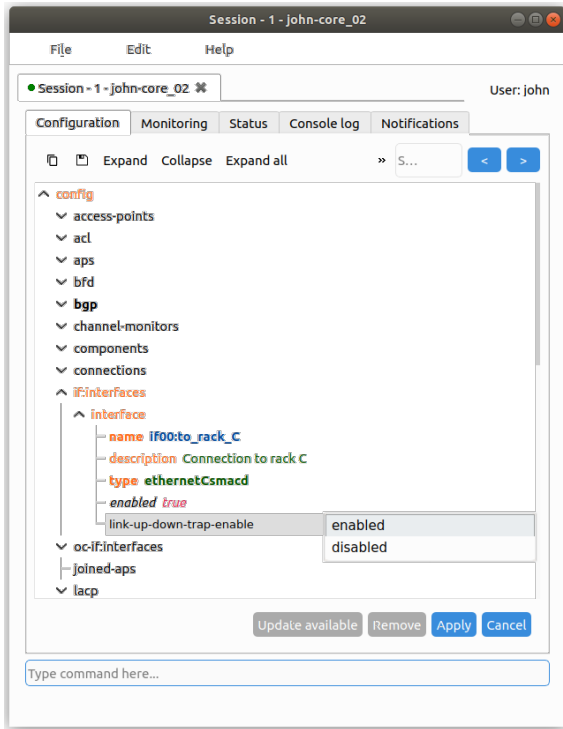 Session - 1 - john-core_02
File Edit Help
Session - 1 - john-core_02 ✖ User: john
Configuration Monitoring Status Console log Notifications
Expand Collapse Expand all » S... < >
config
access-points
acl
aps
bfd
bgp
channel-monitors
components
connections
if:interfaces
interface
name if00:to_rack_C
description Connection to rack C
type ethernetCsmacd
enabled true
link-up-down-trap-enable enabled
disabled
oc-if:interfaces
joined-aps
lacp
Update available Remove Apply Cancel
Type command here...